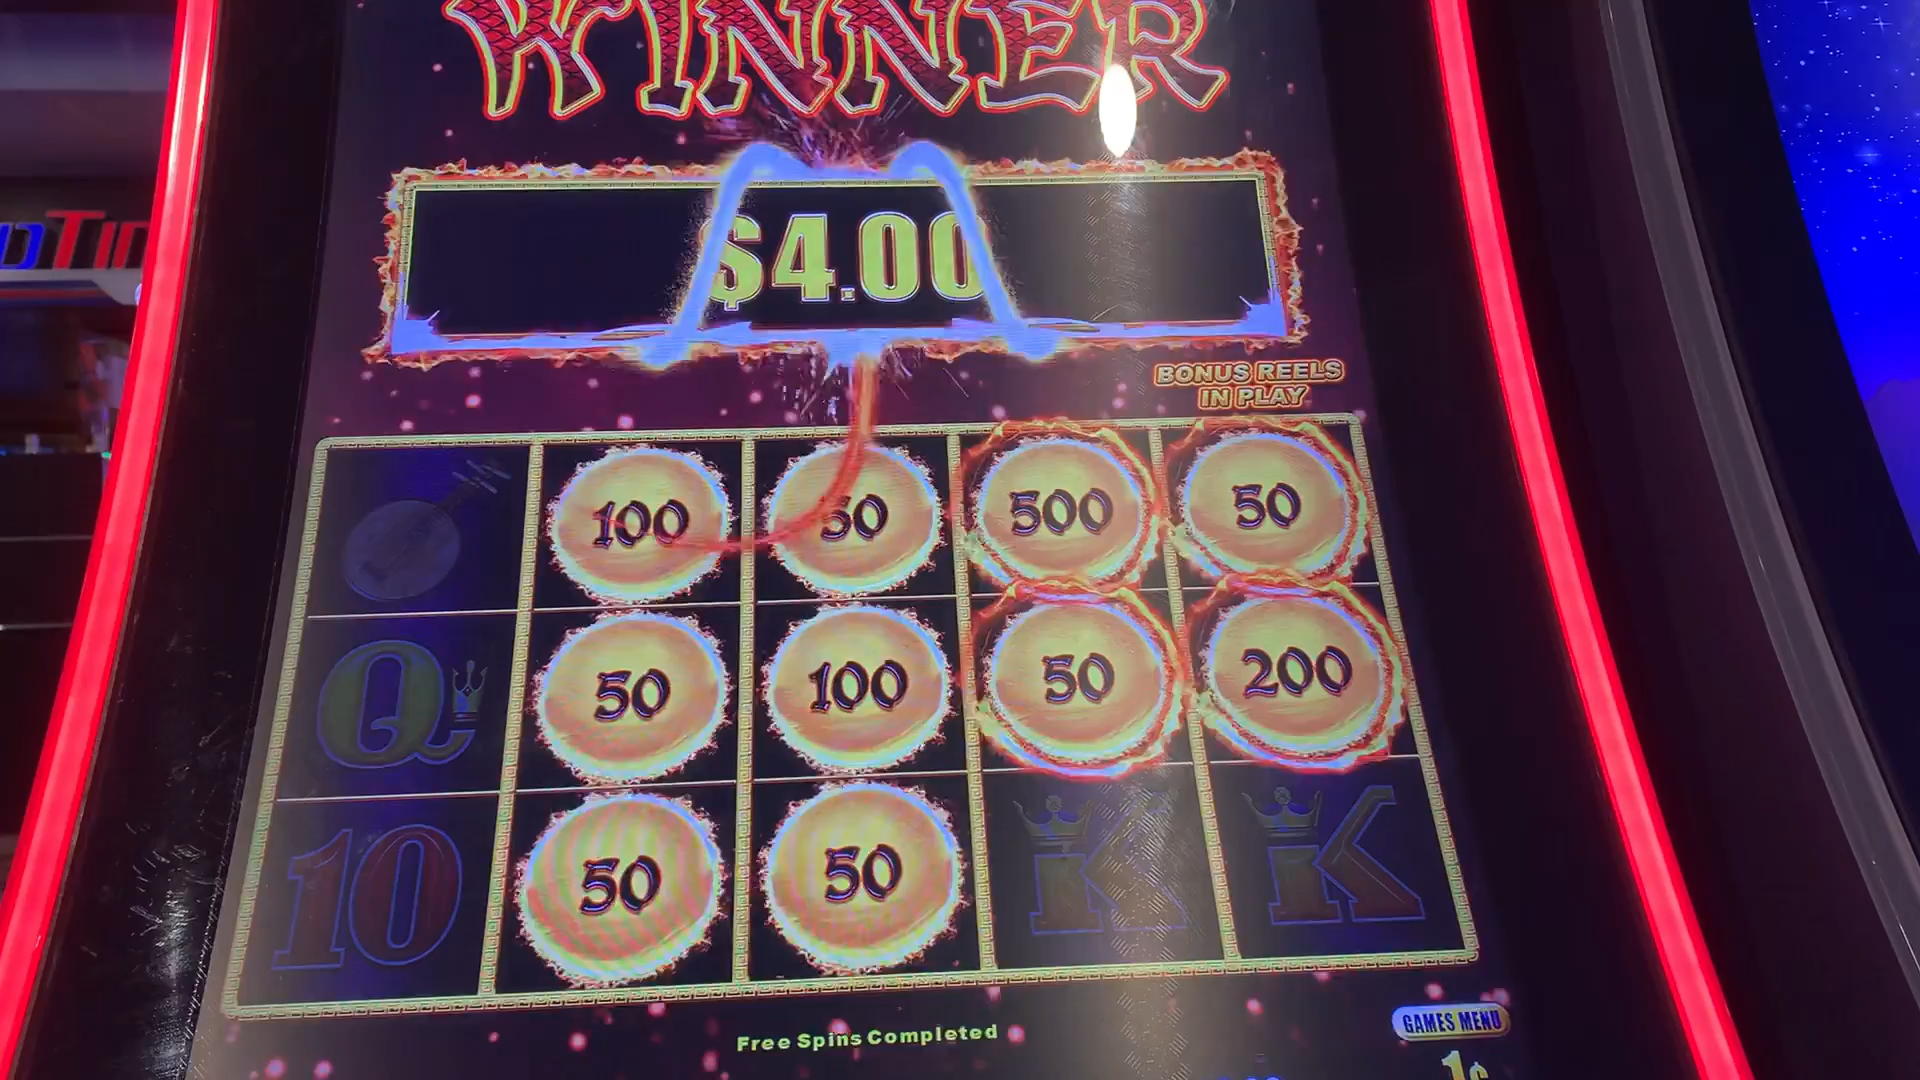 WINNER
$4.00
BONUS REELS
IN PLAY
100 50 500 50
Q 50 100 50 200
10 50 50 K K
Free Spins Completed
GAMES MENU
1¢